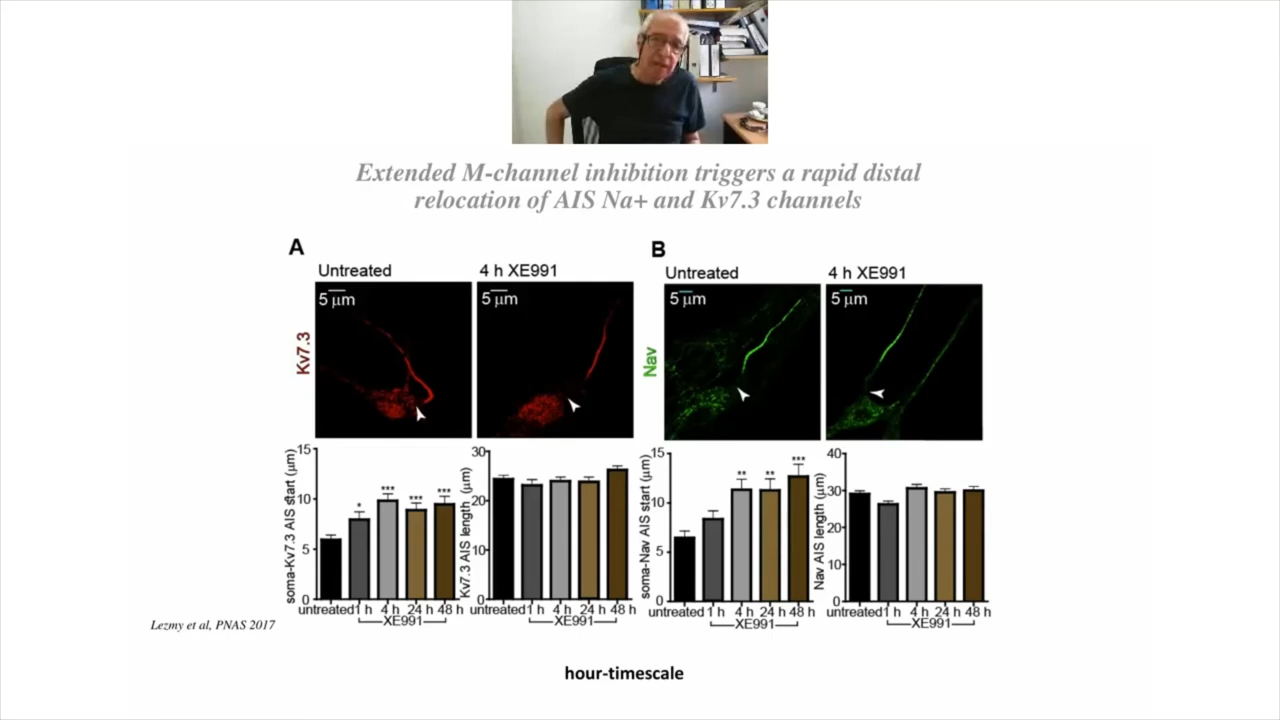 Extended M-channel inhibition triggers a rapid distal
relocation of AIS Na+ and Kv7.3 channels
A
Untreated
4 h XE991
5 μm
5 μm
Kv7.3
B
Untreated
4 h XE991
5 μm
5 μm
Nav
soma-Kv7.3 AIS start (μm)
15
10
5
0
*
***
***
***
untreated 1 h 4 h 24 h 48 h
XE991
Kv7.3 AIS length (μm)
30
20
10
0
untreated 1 h 4 h 24 h 48 h
XE991
soma-Nav AIS start (μm)
15
10
5
0
**
**
***
untreated 1 h 4 h 24 h 48 h
XE991
Nav AIS length (μm)
40
30
20
10
0
untreated 1 h 4 h 24 h 48 h
XE991
Lezmy et al, PNAS 2017
hour-timescale